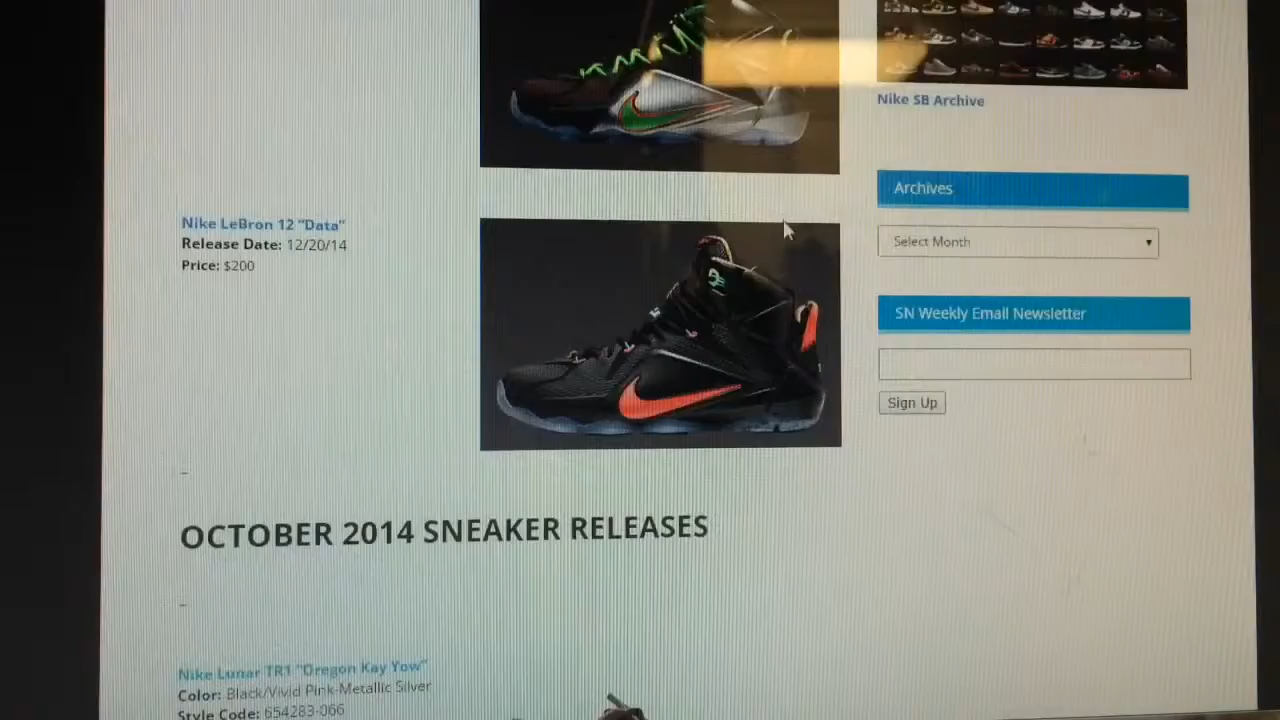 Nike SB Archive
Archives
Select Month
Nike LeBron 12 "Data"
Release Date: 12/20/14
Price: $200
SN Weekly Email Newsletter
Sign Up
–
OCTOBER 2014 SNEAKER RELEASES
–
Nike Lunar TR1 "Oregon Kay Yow"
Color: Black/Vivid Pink-Metallic Silver
Style Code: 654283-066